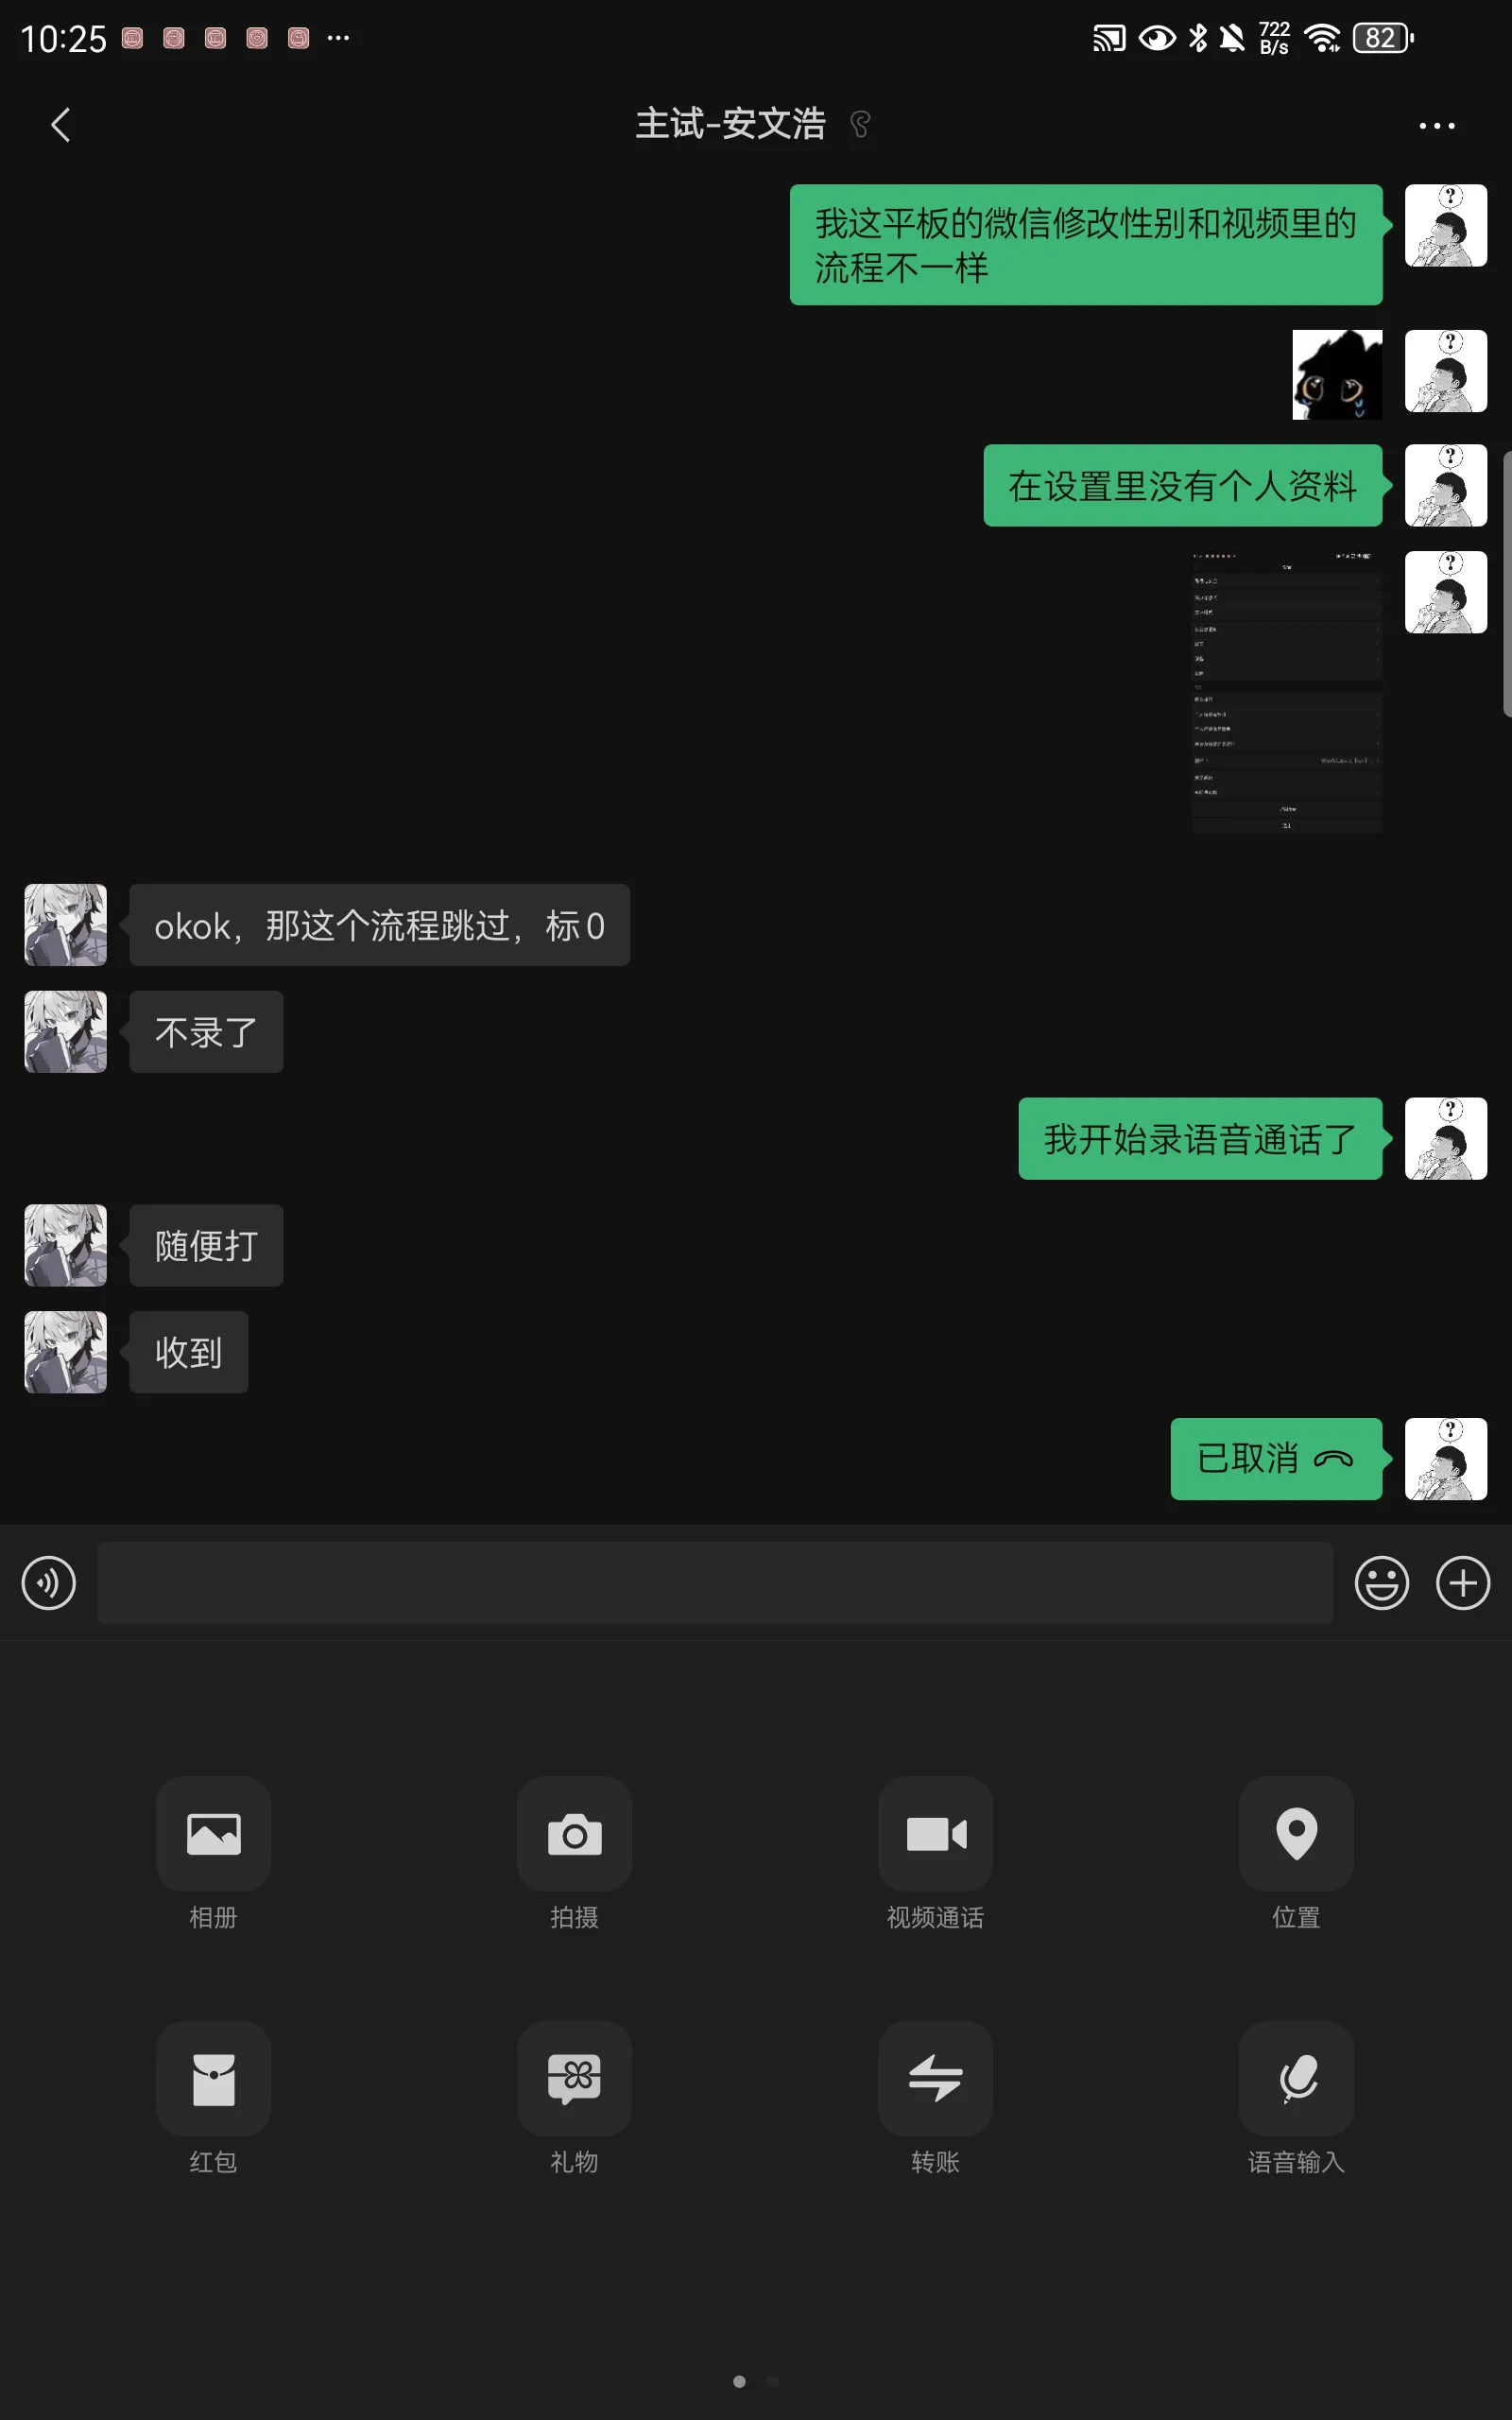 10:25
722
B/s
82
主试-安文浩
我这平板的微信修改性别和视频里的
流程不一样
在设置里没有个人资料
okok，那这个流程跳过，标0
不录了
我开始录语音通话了
随便打
收到
已取消
相册
拍摄
视频通话
位置
红包
礼物
转账
语音输入